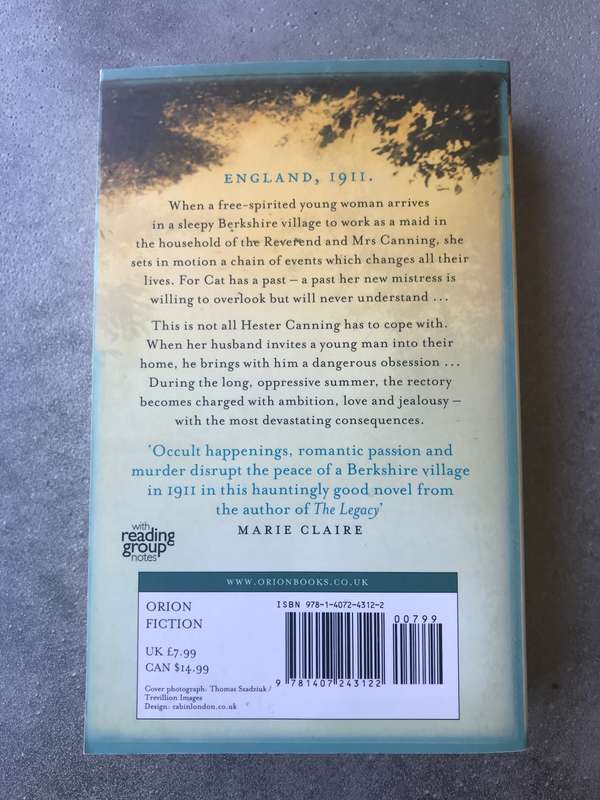 ENGLAND, 1911.
When a free-spirited young woman arrives
in a sleepy Berkshire village to work as a maid in
the household of the Reverend and Mrs Canning, she
sets in motion a chain of events which changes all their
lives. For Cat has a past – a past her new mistress is
willing to overlook but will never understand ...
This is not all Hester Canning has to cope with.
When her husband invites a young man into their
home, he brings with him a dangerous obsession ...
During the long, oppressive summer, the rectory
becomes charged with ambition, love and jealousy –
with the most devastating consequences.
'Occult happenings, romantic passion and
murder disrupt the peace of a Berkshire village
in 1911 in this hauntingly good novel from
the author of The Legacy'
MARIE CLAIRE
with
reading
group
notes
WWW.ORIONBOOKS.CO.UK
ORION
FICTION
UK £7.99
CAN $14.99
Cover photograph: Thomas Szadziuk /
Trevillion Images
Design: cabinlondon.co.uk
ISBN 978-1-4072-4312-2
00799
9 781407 243122